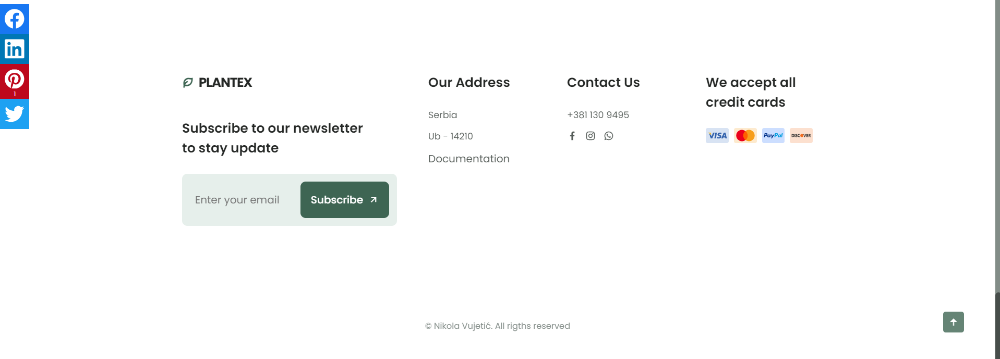 1
PLANTEX
Subscribe to our newsletter
to stay update
Enter your email
Subscribe
Our Address
Serbia
Ub - 14210
Documentation
Contact Us
+381 130 9495
We accept all
credit cards
VISA
PayPal
DISCOVER
© Nikola Vujetić. All rigths reserved